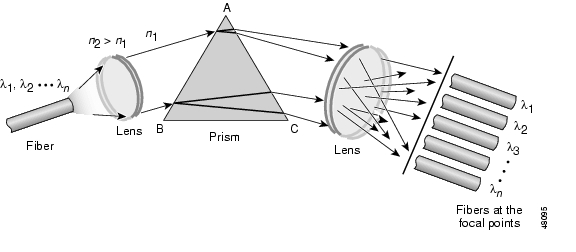 A
n2 > n1
n1
λ1, λ2 ••• λn
Fiber
Lens
B
Prism
C
Lens
λ1
λ2
λ3
•
•
•
λn
Fibers at the
focal points
48095